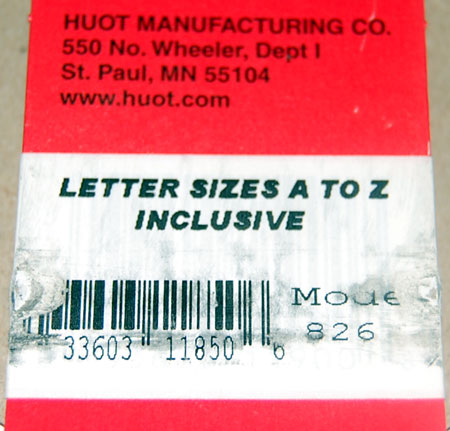 HUOT MANUFACTURING CO.
550 No. Wheeler, Dept I
St. Paul, MN 55104
www.huot.com
LETTER SIZES A TO Z
INCLUSIVE
33603 11850 6
826